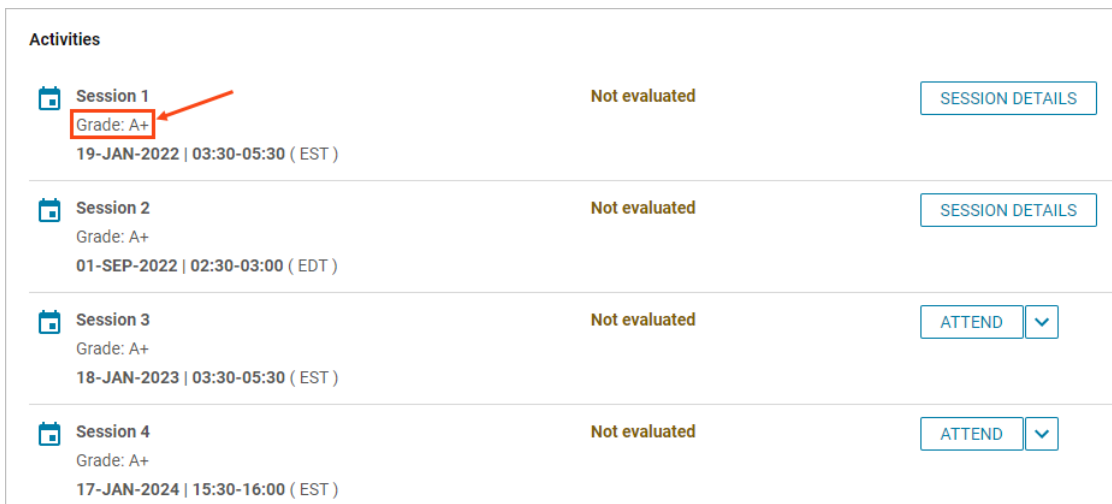 Activities
Session 1 Not evaluated SESSION DETAILS
Grade: A+
19-JAN-2022 | 03:30-05:30 ( EST )
Session 2 Not evaluated SESSION DETAILS
Grade: A+
01-SEP-2022 | 02:30-03:00 ( EDT )
Session 3 Not evaluated ATTEND
Grade: A+
18-JAN-2023 | 03:30-05:30 ( EST )
Session 4 Not evaluated ATTEND
Grade: A+
17-JAN-2024 | 15:30-16:00 ( EST )